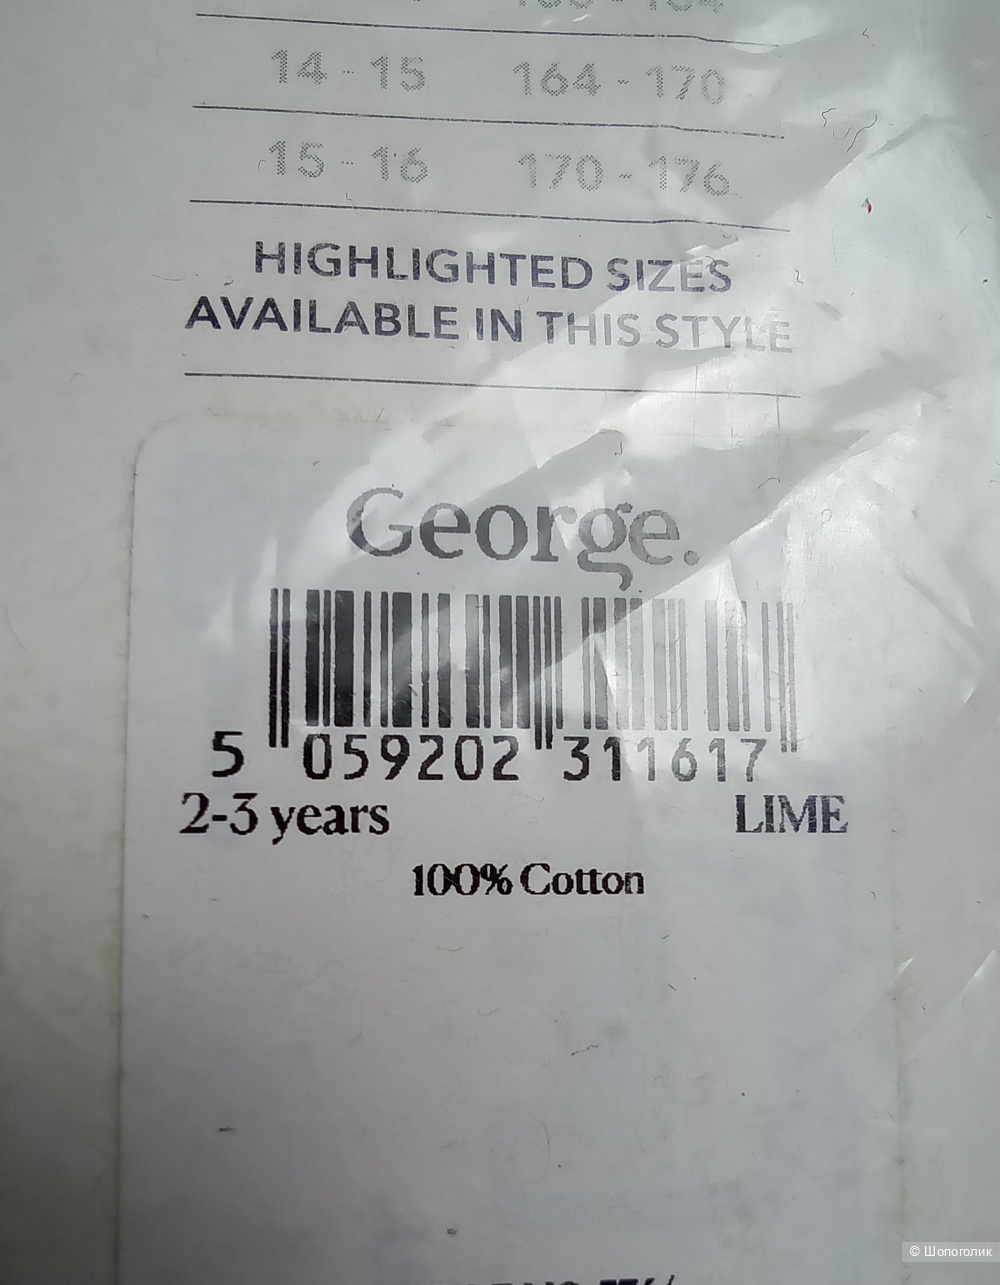 14 - 15 164 - 170
15 - 16 170 - 176
HIGHLIGHTED SIZES
AVAILABLE IN THIS STYLE
George.
5 059202 311617
2-3 years LIME
100% Cotton
© Шопоголик